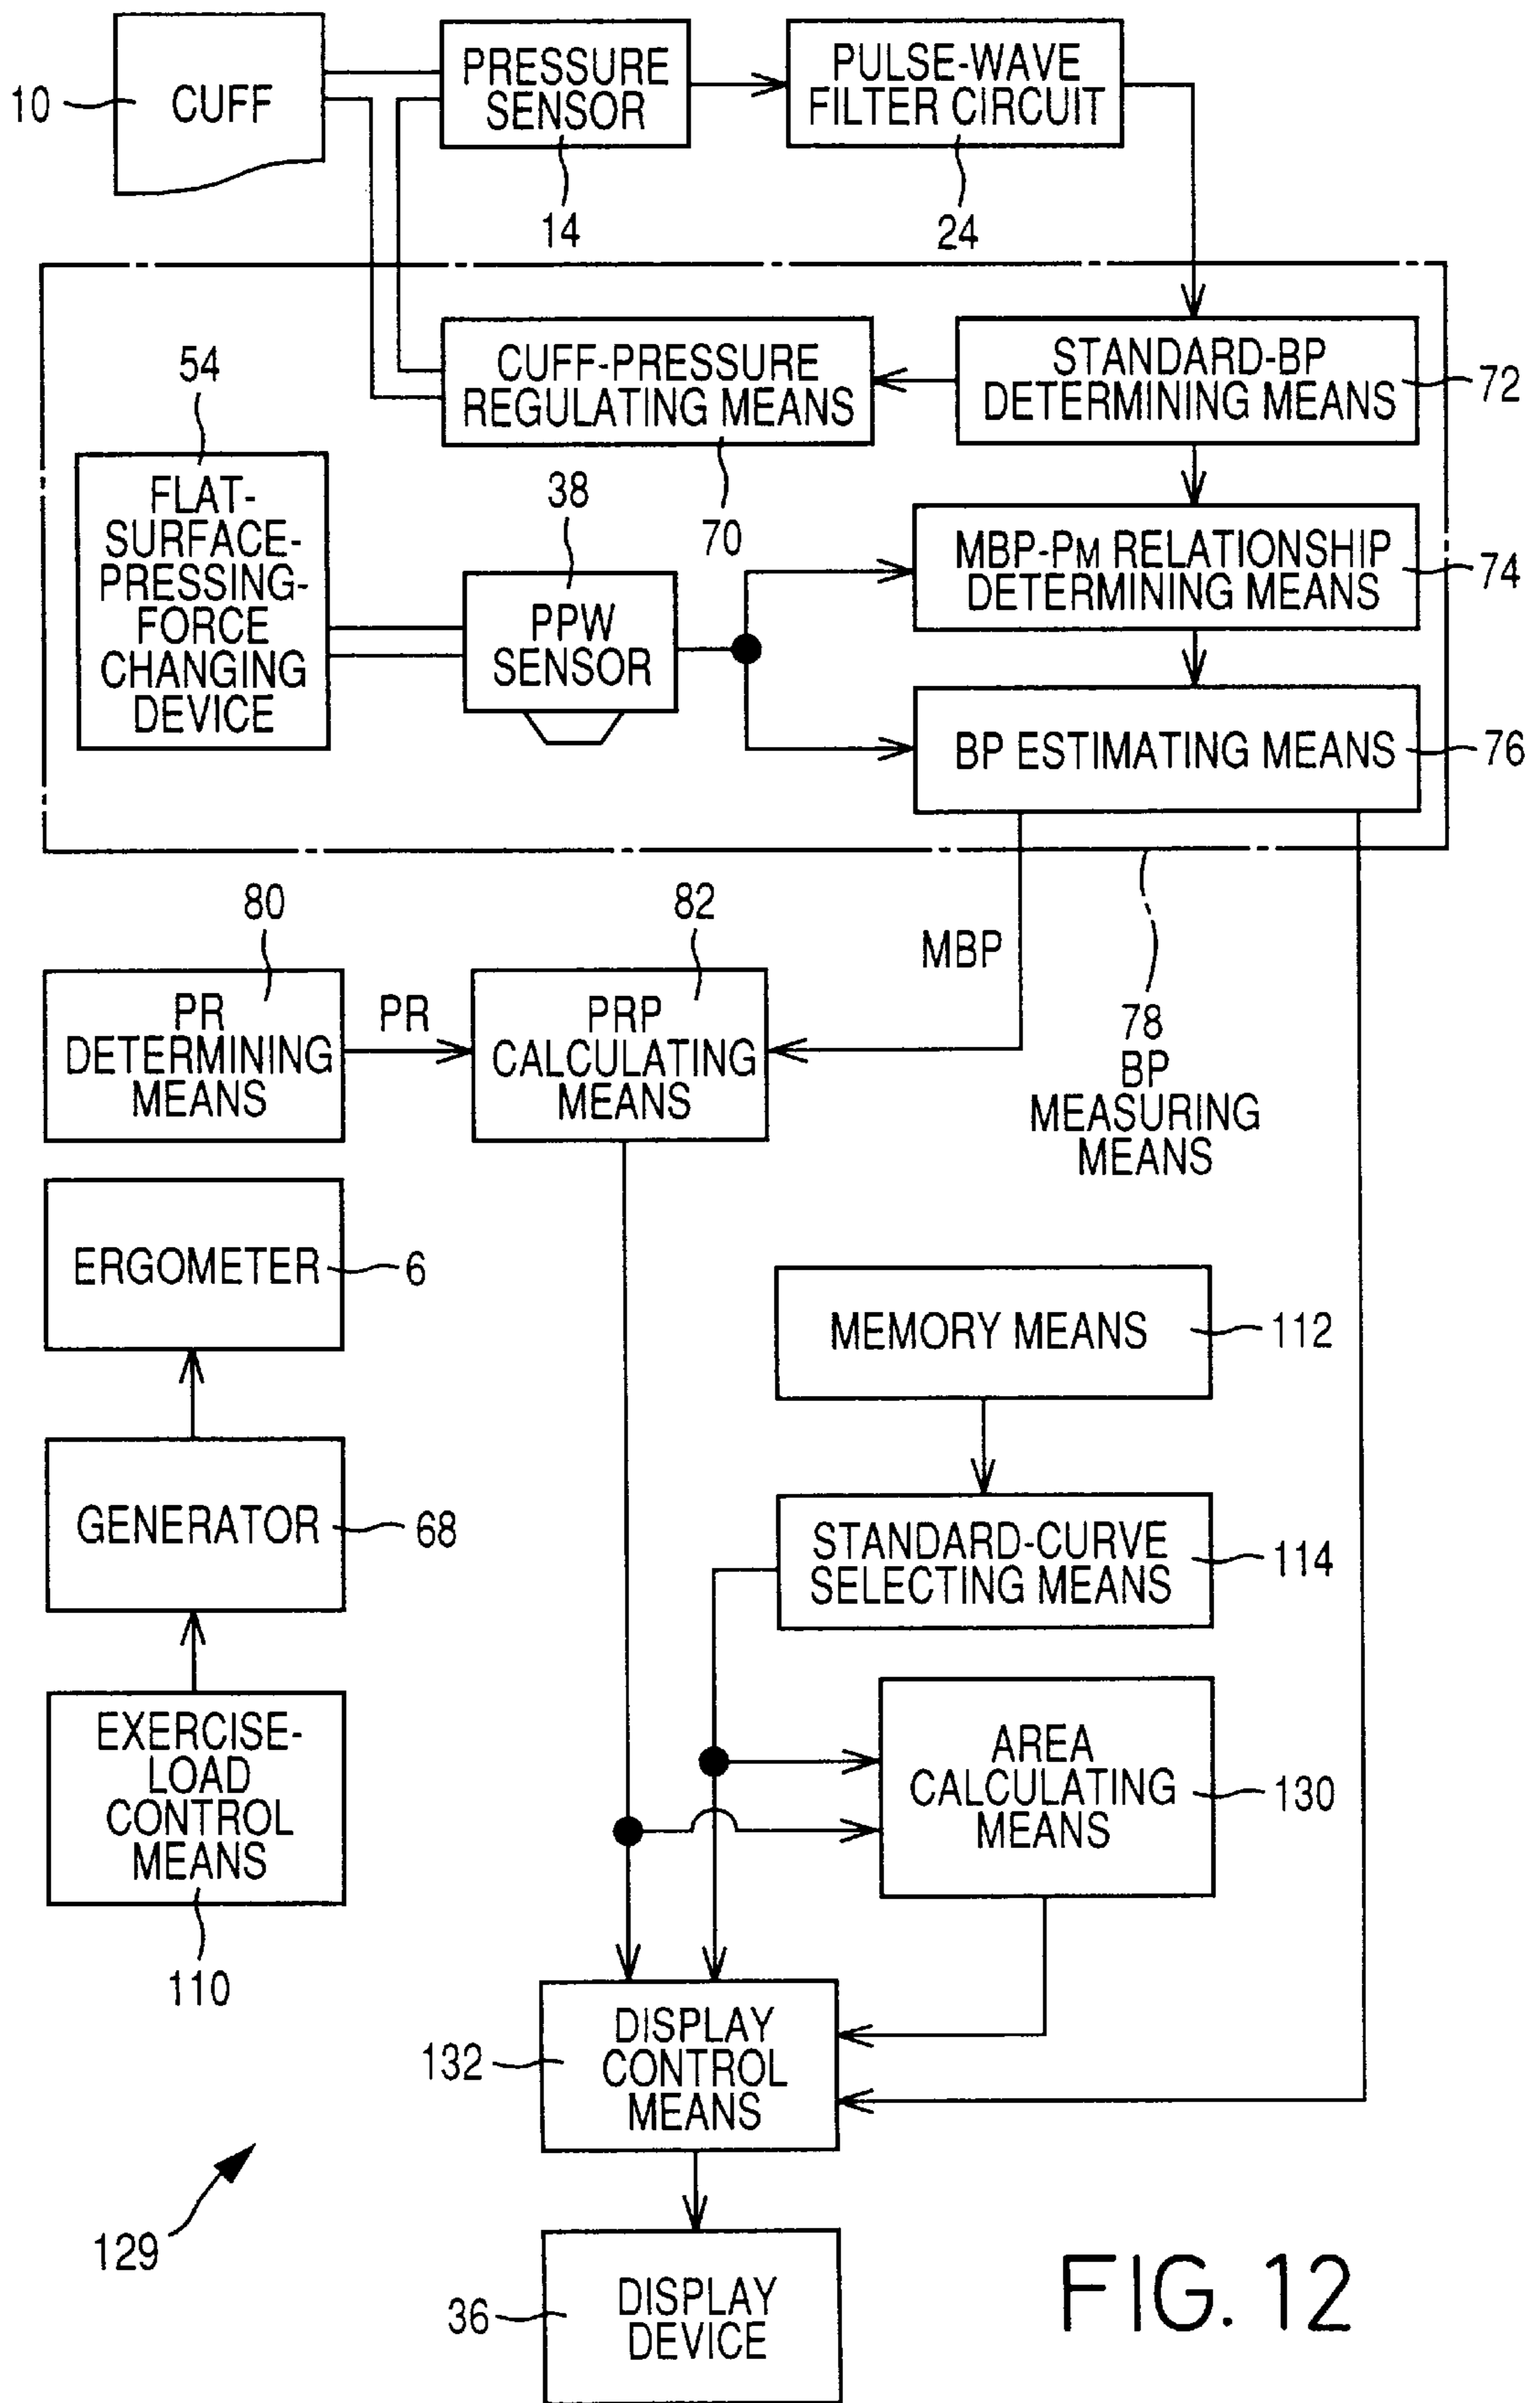 10
CUFF
PRESSURE
SENSOR
14
PULSE-WAVE
FILTER CIRCUIT
24
54
FLAT-
SURFACE-
PRESSING-
FORCE
CHANGING
DEVICE
CUFF-PRESSURE
REGULATING MEANS
70
STANDARD-BP
DETERMINING MEANS
72
38
PPW
SENSOR
MBP-PM RELATIONSHIP
DETERMINING MEANS
74
BP ESTIMATING MEANS
76
80
PR
DETERMINING
MEANS
PR
82
PRP
CALCULATING
MEANS
MBP
78
BP
MEASURING
MEANS
ERGOMETER
6
MEMORY MEANS
112
GENERATOR
68
STANDARD-CURVE
SELECTING MEANS
114
EXERCISE-
LOAD
CONTROL
MEANS
110
AREA
CALCULATING
MEANS
130
132
DISPLAY
CONTROL
MEANS
129
36
DISPLAY
DEVICE
FIG. 12